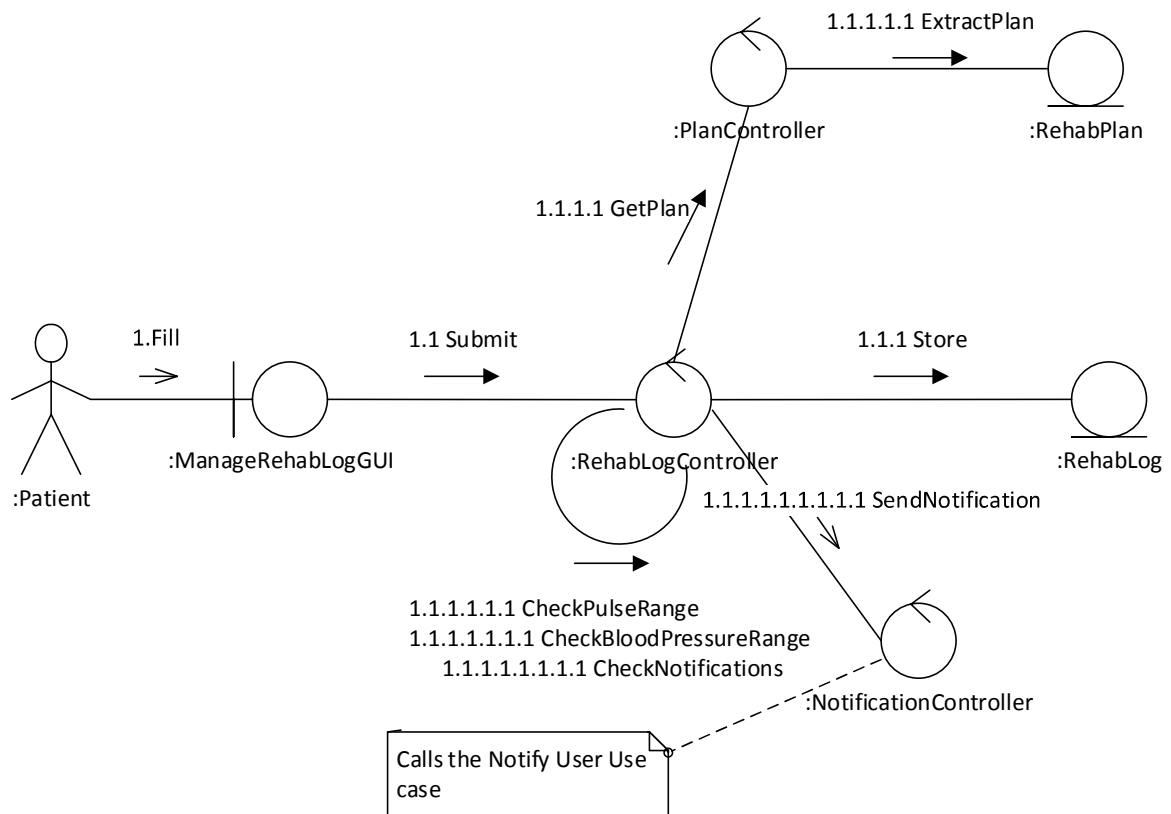 1.1.1.1.1 ExtractPlan
:PlanController
:RehabPlan
1.1.1.1 GetPlan
1.Fill
1.1 Submit
1.1.1 Store
:ManageRehabLogGUI
:RehabLogController
:RehabLog
:Patient
1.1.1.1.1.1.1.1.1 SendNotification
1.1.1.1.1.1 CheckPulseRange
1.1.1.1.1.1.1 CheckBloodPressureRange
1.1.1.1.1.1.1.1 CheckNotifications
:NotificationController
Calls the Notify User Use
case